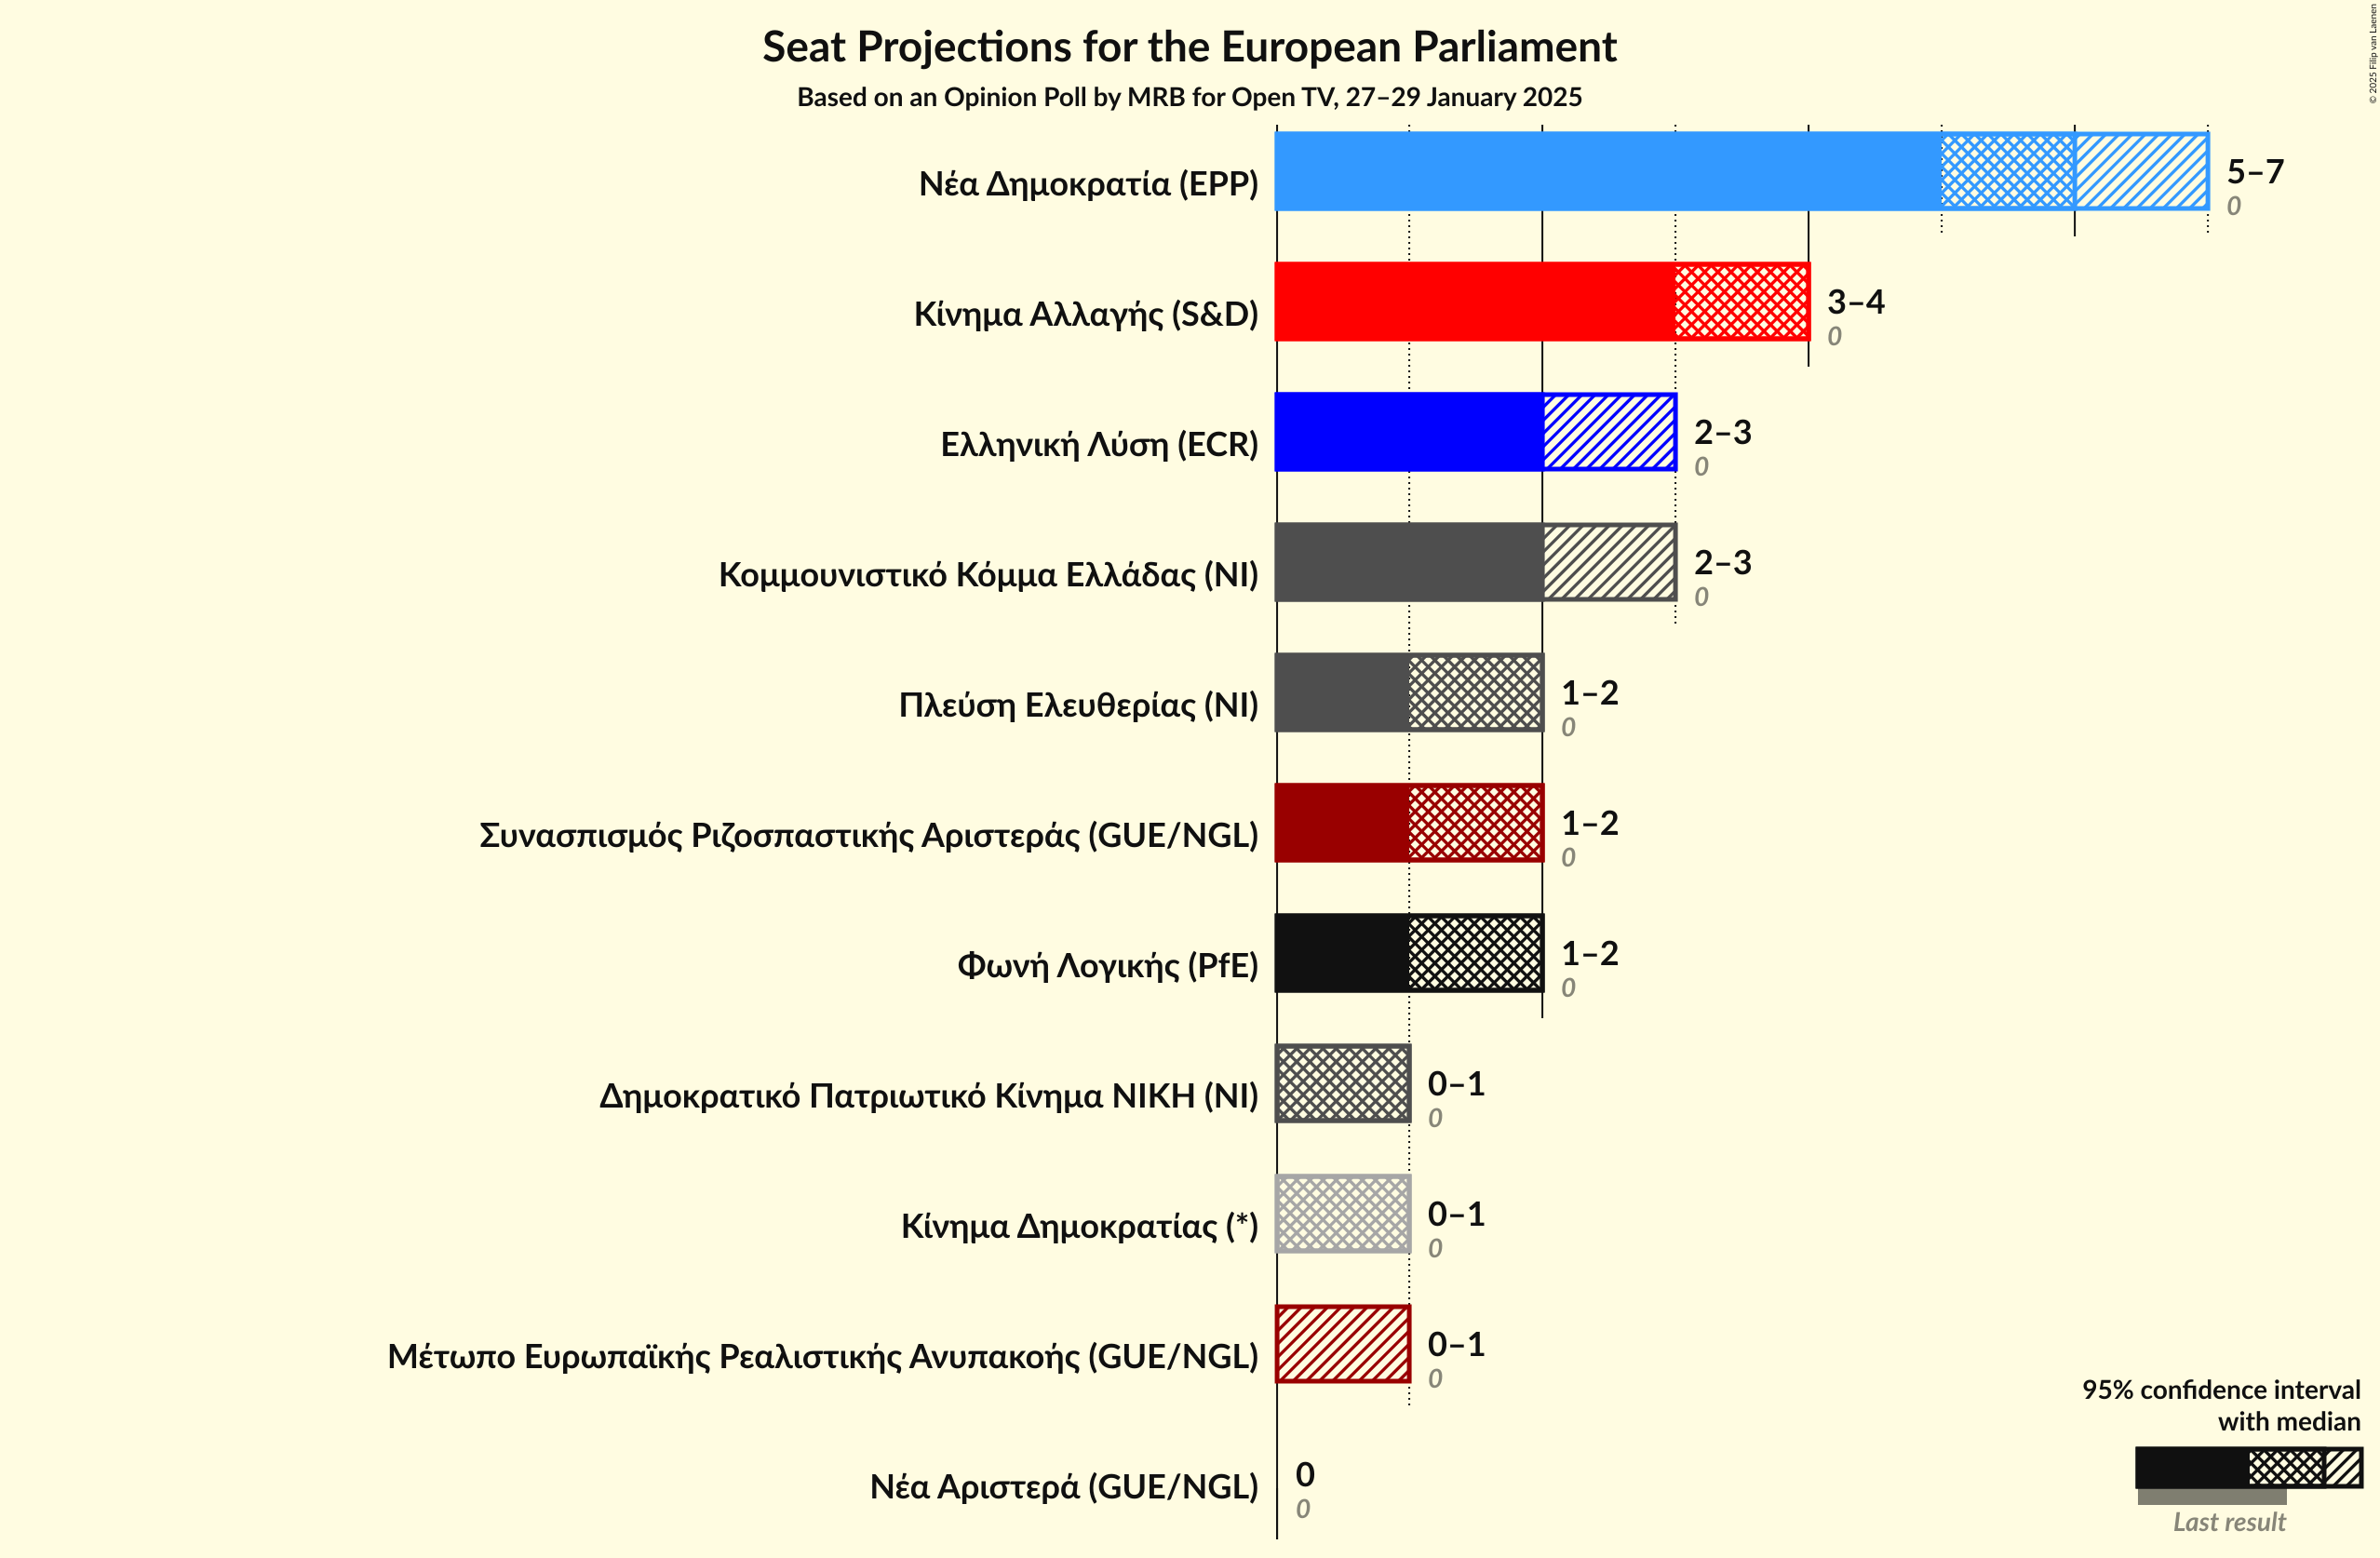 Seat Projections for the European Parliament
Based on an Opinion Poll by MRB for Open TV, 27–29 January 2025
© 2025 Filip van Laenen
Νέα Δημοκρατία (EPP)
5–7
0
Κίνημα Αλλαγής (S&D)
3–4
0
Ελληνική Λύση (ECR)
2–3
0
Κομμουνιστικό Κόμμα Ελλάδας (NI)
2–3
0
Πλεύση Ελευθερίας (NI)
1–2
0
Συνασπισμός Ριζοσπαστικής Αριστεράς (GUE/NGL)
1–2
0
Φωνή Λογικής (PfE)
1–2
0
Δημοκρατικό Πατριωτικό Κίνημα ΝΙΚΗ (NI)
0–1
0
Κίνημα Δημοκρατίας (*)
0–1
0
Μέτωπο Ευρωπαϊκής Ρεαλιστικής Ανυπακοής (GUE/NGL)
0–1
0
Νέα Αριστερά (GUE/NGL)
0
0
95% confidence interval
with median
Last result